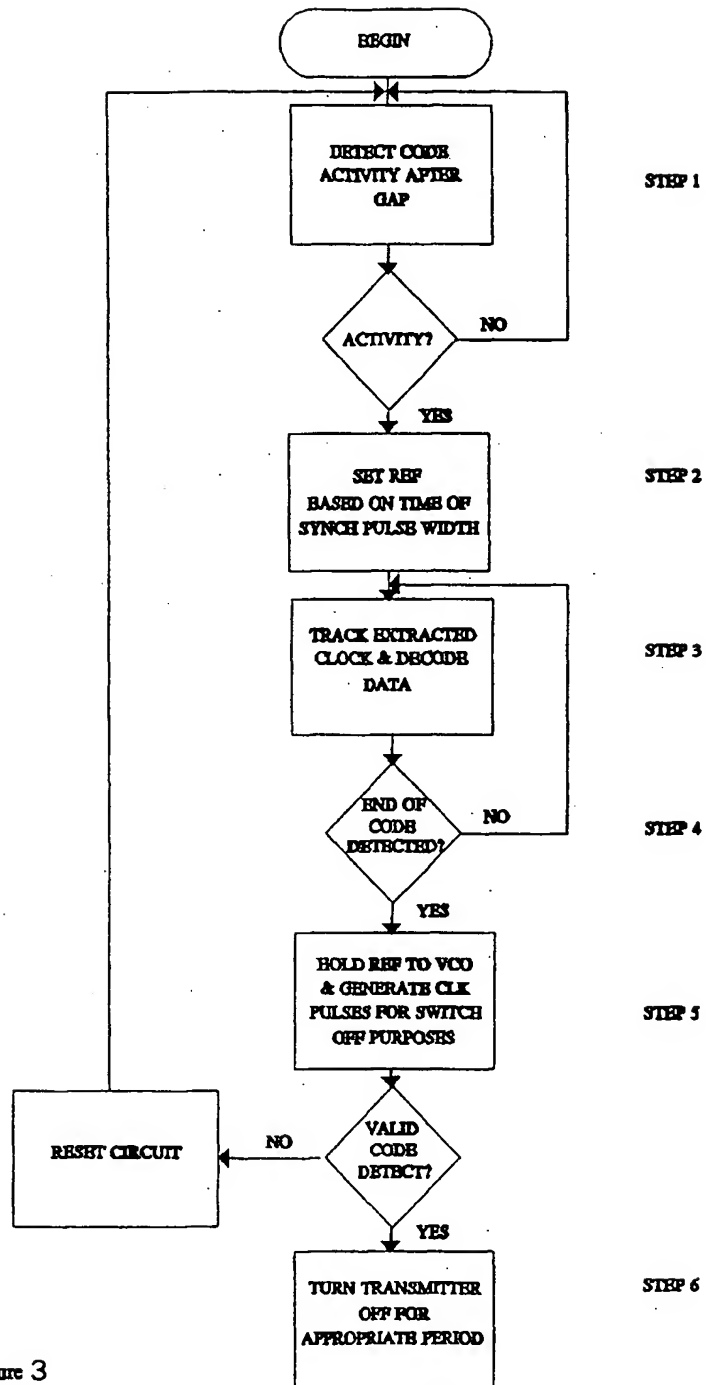 BEGIN
DETECT CODE
ACTIVITY AFTER
GAP
STEP 1
ACTIVITY?
NO
YES
SET REF
BASED ON TIME OF
SYNCH PULSE WIDTH
STEP 2
TRACK EXTRACTED
CLOCK & DECODE
DATA
STEP 3
END OF
CODE
DETECTED?
NO
STEP 4
YES
HOLD REF TO VCO
& GENERATE CLK
PULSES FOR SWITCH
OFF PURPOSES
STEP 5
RESET CIRCUIT
NO
VALID
CODE
DETECT?
YES
TURN TRANSMITTER
OFF FOR
APPROPRIATE PERIOD
STEP 6
ure 3